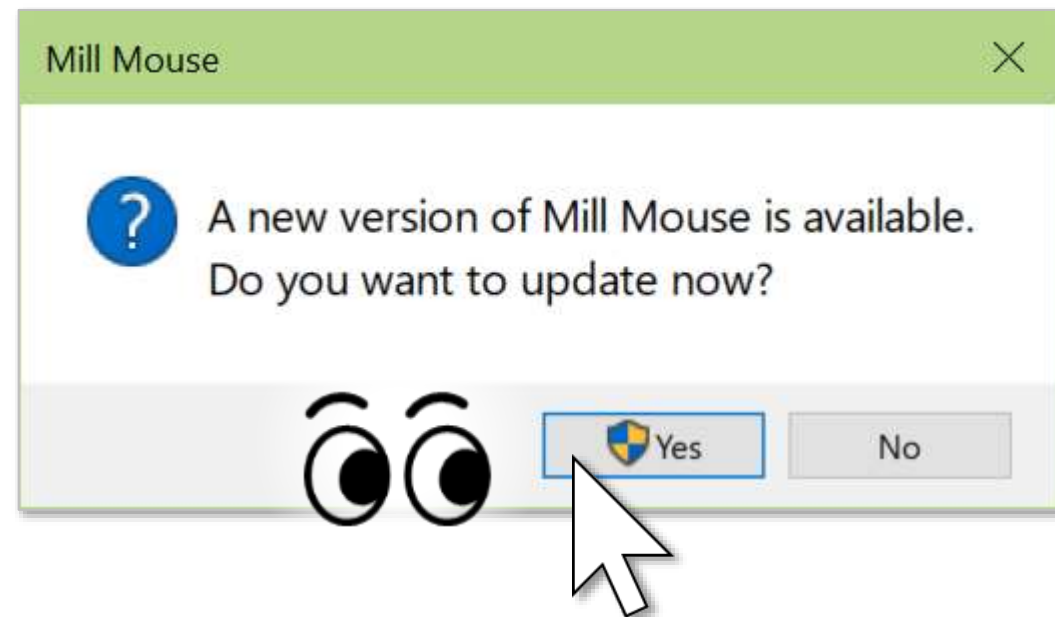 Mill Mouse
A new version of Mill Mouse is available.
Do you want to update now?
Yes
No